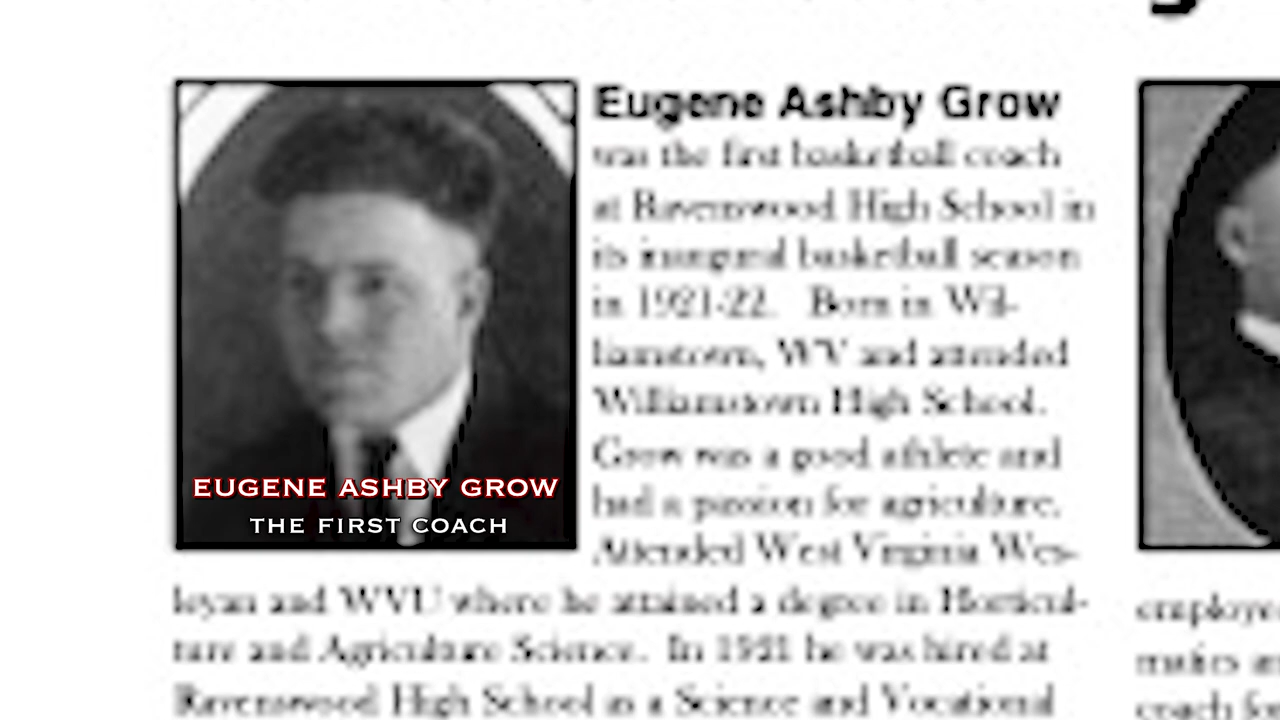 Eugene Ashby Grow
was the first basketball coach
at Ravenswood High School in
its inaugural basketball season
in 1921-22. Born in Wil-
liamstown, WV and attended
Williamstown High School.
Grow was a good athlete and
had a passion for agriculture.
Attended West Virginia Wes-
leyan and WVU where he attained a degree in Horticul-
ture and Agriculture Science. In 1921 he was hired at
Ravenswood High School as a Science and Vocational
EUGENE ASHBY GROW
THE FIRST COACH
employe
coach for